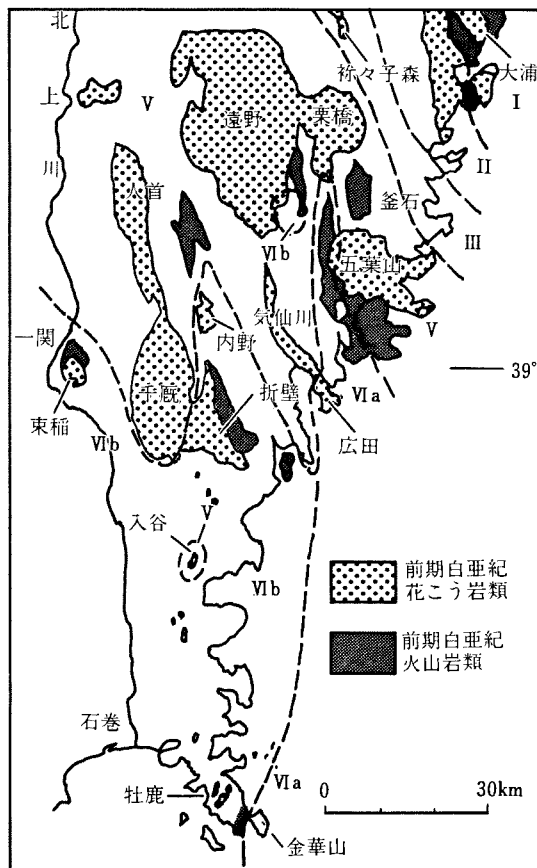 北
上
川
V
遠野
栗橋
袮々子森
大浦
I
II
III
人首
釜石
VIb
五葉山
気仙川
内野
V
一関
39°
束稲
千厩
折壁
VIa
VIb
広田
入谷
V
VIb
前期白亜紀
花こう岩類
前期白亜紀
火山岩類
石巻
VIa
牡鹿
0
30km
金華山